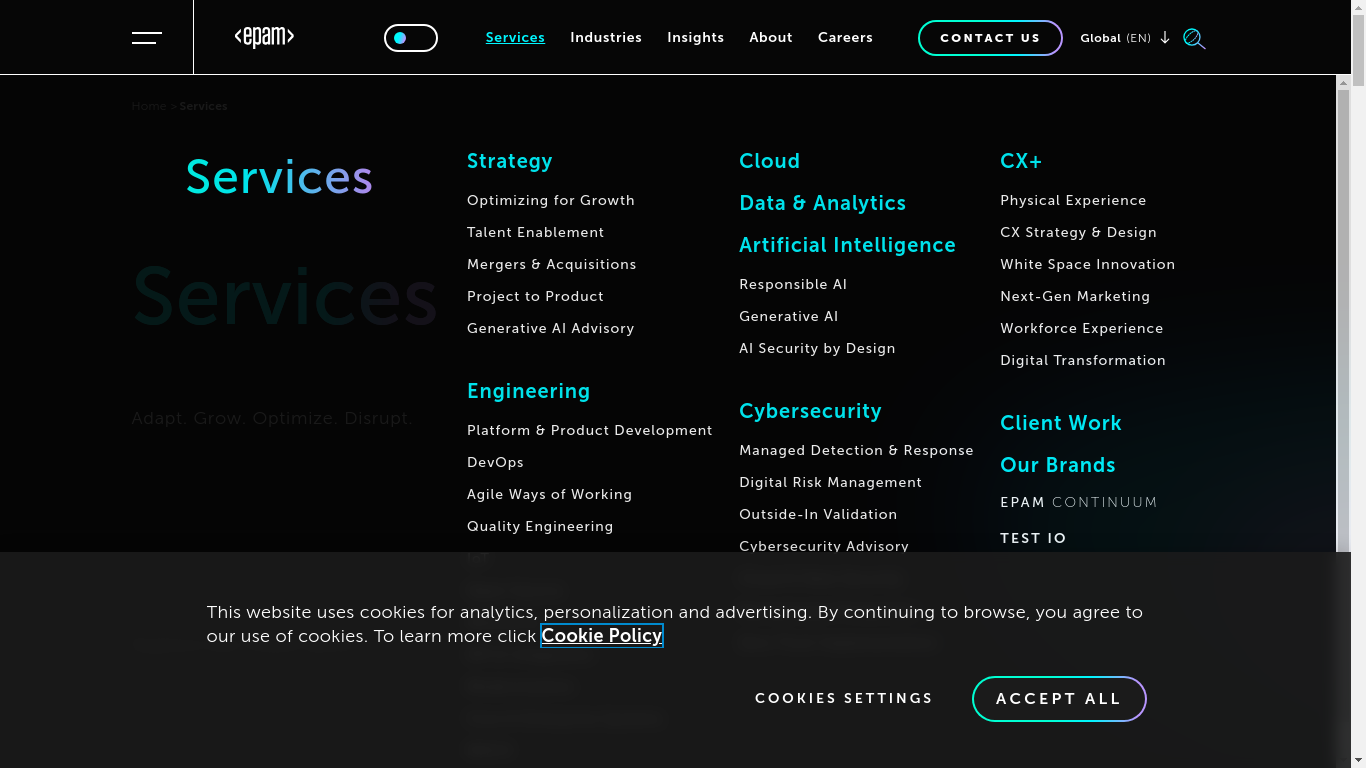 <epam>
Services
Industries
Insights
About
Careers
CONTACT US
Global (EN)
Home > Services
Services
Services
Adapt. Grow. Optimize. Disrupt.
Strategy
Optimizing for Growth
Talent Enablement
Mergers & Acquisitions
Project to Product
Generative AI Advisory
Engineering
Platform & Product Development
DevOps
Agile Ways of Working
Quality Engineering
IoT
Cloud
Data & Analytics
Artificial Intelligence
Responsible AI
Generative AI
AI Security by Design
Cybersecurity
Managed Detection & Response
Digital Risk Management
Outside-In Validation
Cybersecurity Advisory
CX+
Physical Experience
CX Strategy & Design
White Space Innovation
Next-Gen Marketing
Workforce Experience
Digital Transformation
Client Work
Our Brands
EPAM CONTINUUM
TEST IO
This website uses cookies for analytics, personalization and advertising. By continuing to browse, you agree to
our use of cookies. To learn more click Cookie Policy
COOKIES SETTINGS
ACCEPT ALL